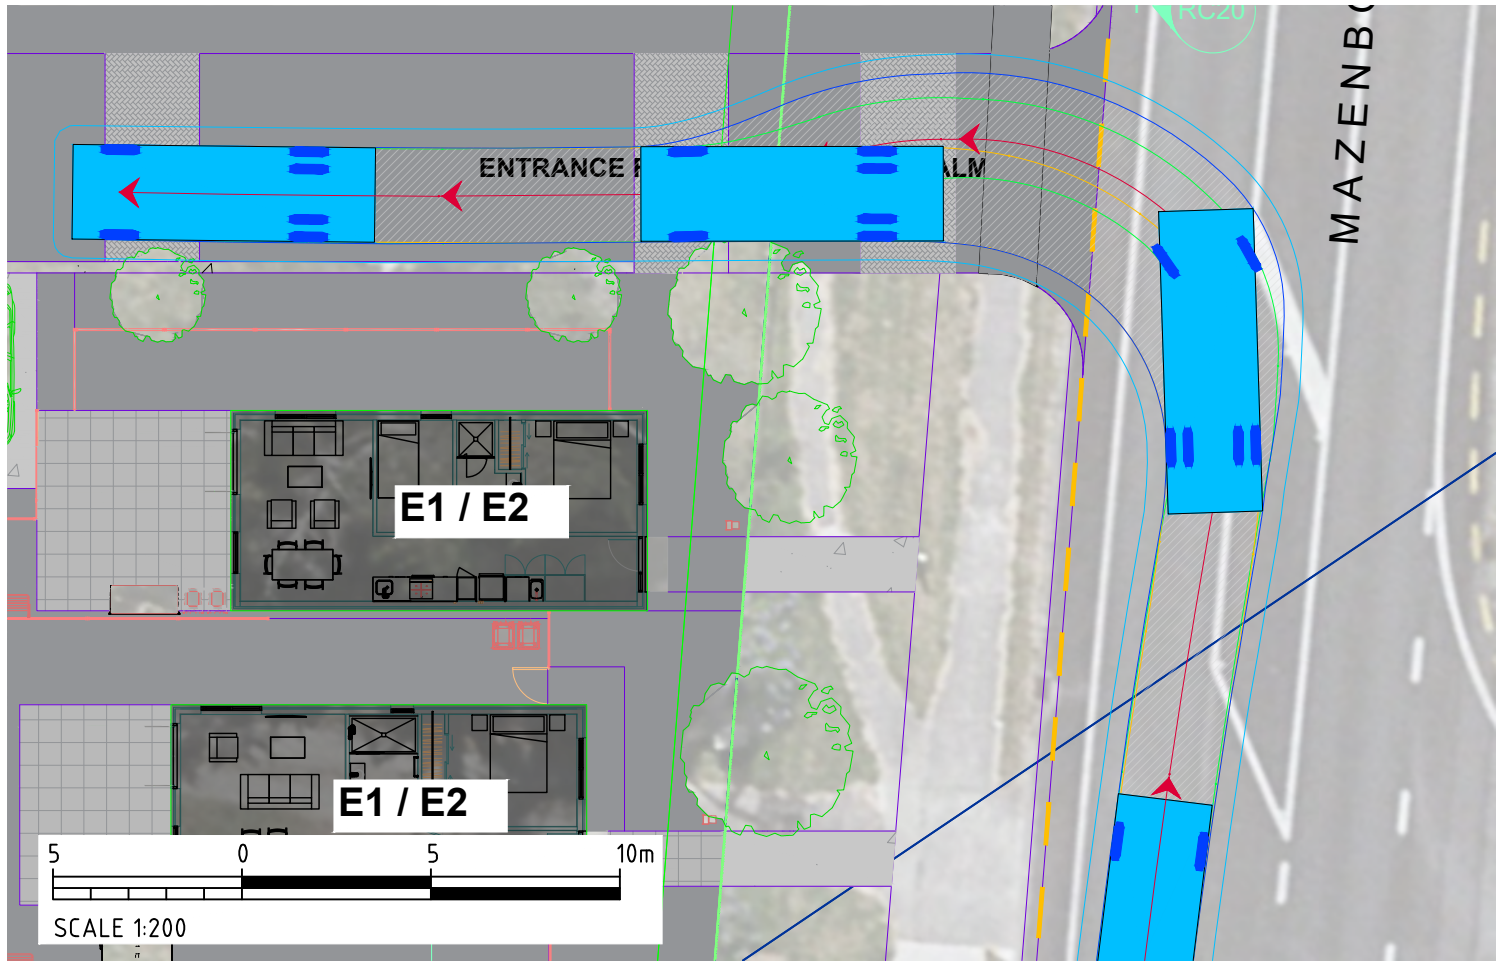 RC20
MAZENB
ENTRANCE
ALM
E1 / E2
E1 / E2
5 0 5 10m
SCALE 1:200